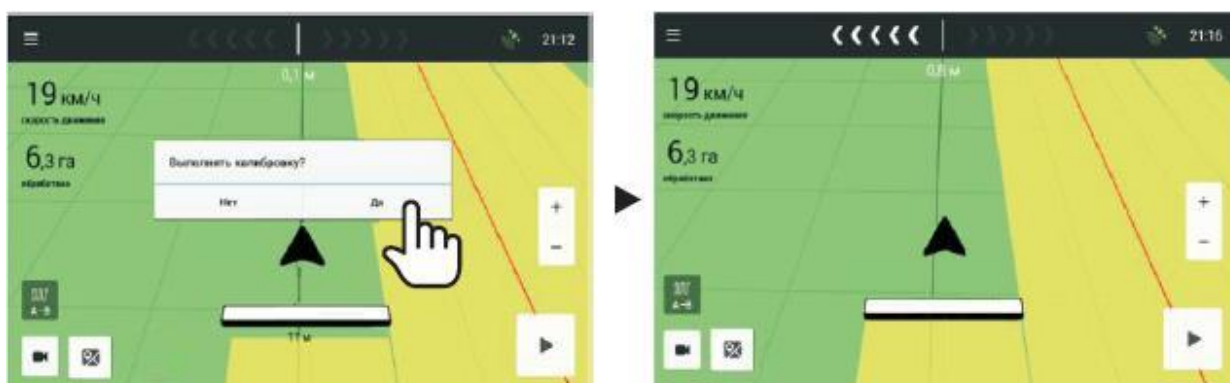 21:12
0,1 м
19 км/ч
скорость движения
6,3 га
обработано
Выполнять калибровку?
Нет
Да
+
−
A-B
11 м
21:16
0,8 м
19 км/ч
скорость движения
6,3 га
обработано
+
−
A-B